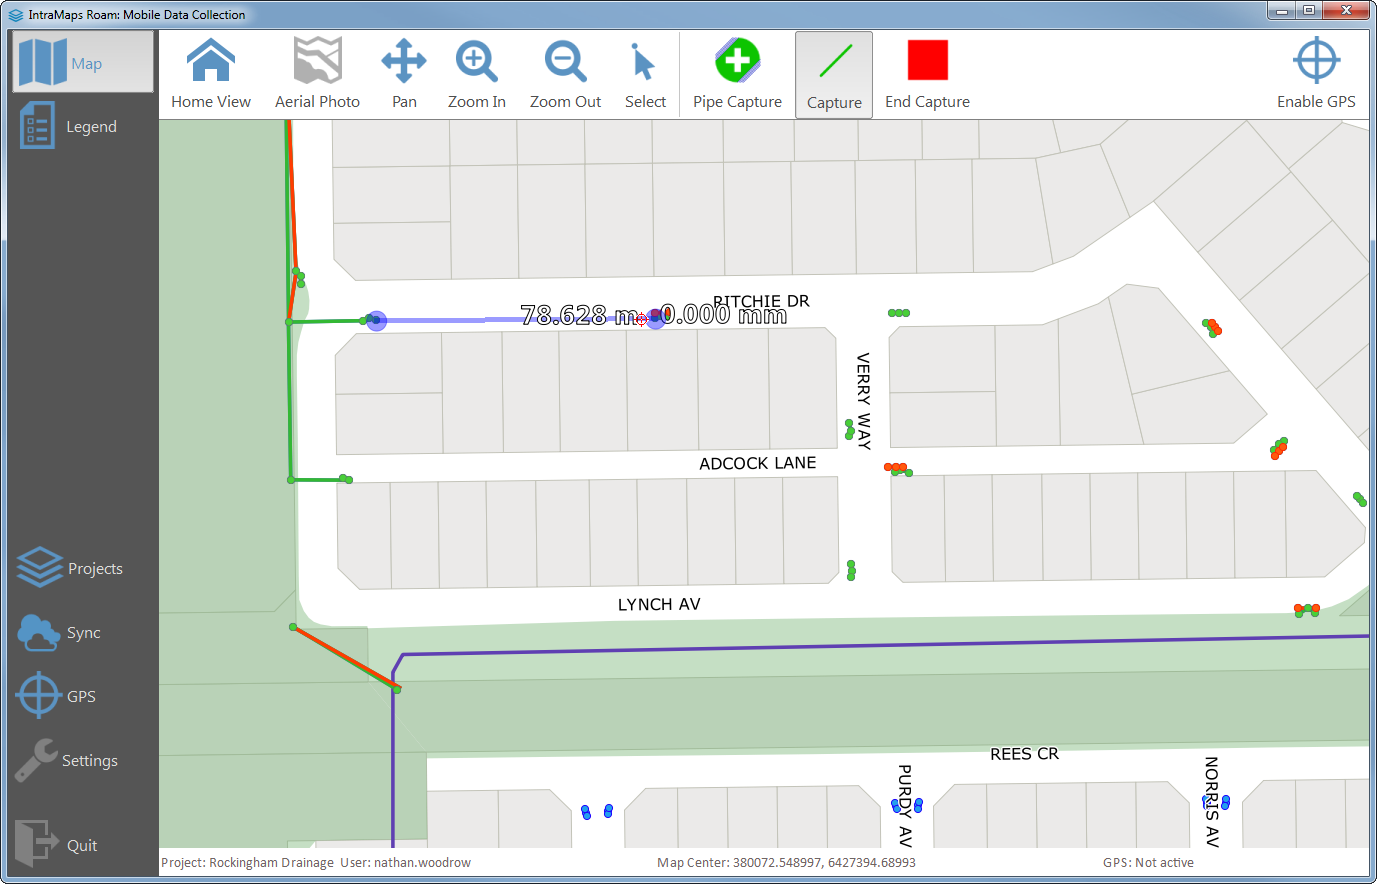 IntraMaps Roam: Mobile Data Collection
Map
Legend
Home View
Aerial Photo
Pan
Zoom In
Zoom Out
Select
Pipe Capture
Capture
End Capture
Enable GPS
RITCHIE DR
78.628 m
0.000 mm
VERRY WAY
ADCOCK LANE
LYNCH AV
REES CR
PURDY AV
NORRIS AV
Projects
Sync
GPS
Settings
Quit
Project: Rockingham Drainage User: nathan.woodrow
Map Center: 380072.548997, 6427394.68993
GPS: Not active